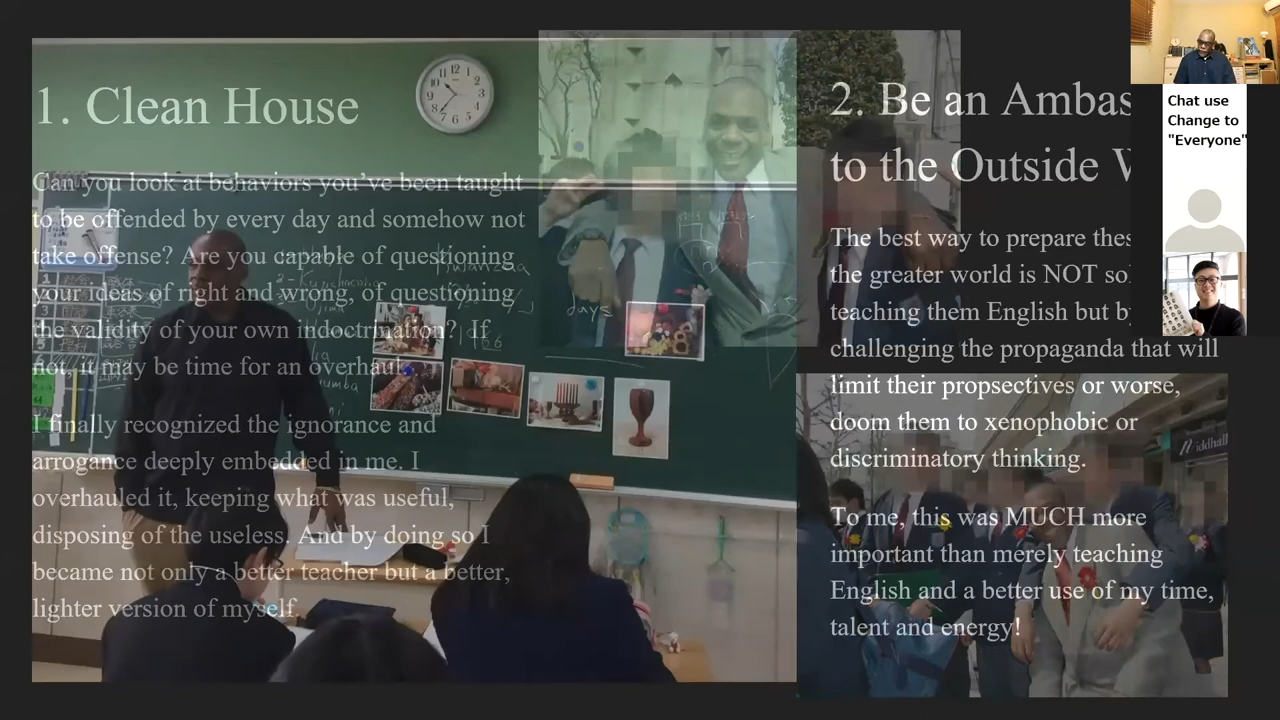 1. Clean House
Can you look at behaviors you've been taught
to be offended by every day and somehow not
take offense? Are you capable of questioning
your ideas of right and wrong, of questioning
the validity of your own indoctrination? If
not, it may be time for an overhaul.
I finally recognized the ignorance and
arrogance deeply embedded in me. I
overhauled it, keeping what was useful,
disposing of the useless. And by doing so I
became not only a better teacher but a better,
lighter version of myself.
days
2. Be an Ambas
to the Outside W
The best way to prepare thes
the greater world is NOT so
teaching them English but by
challenging the propaganda that will
limit their propsectives or worse,
doom them to xenophobic or
discriminatory thinking.
To me, this was MUCH more
important than merely teaching
English and a better use of my time,
talent and energy!
Chat use
Change to
"Everyone"